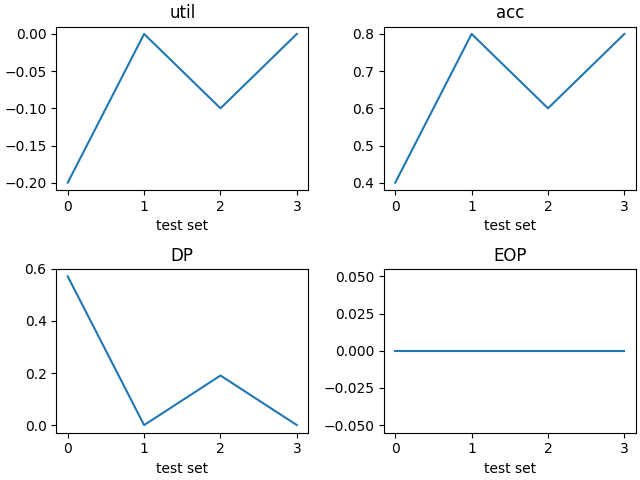 util
0.00
−0.05
−0.10
−0.15
−0.20
0 1 2 3
test set
acc
0.8
0.7
0.6
0.5
0.4
0 1 2 3
test set
DP
0.6
0.4
0.2
0.0
0 1 2 3
test set
EOP
0.050
0.025
0.000
−0.025
−0.050
0 1 2 3
test set